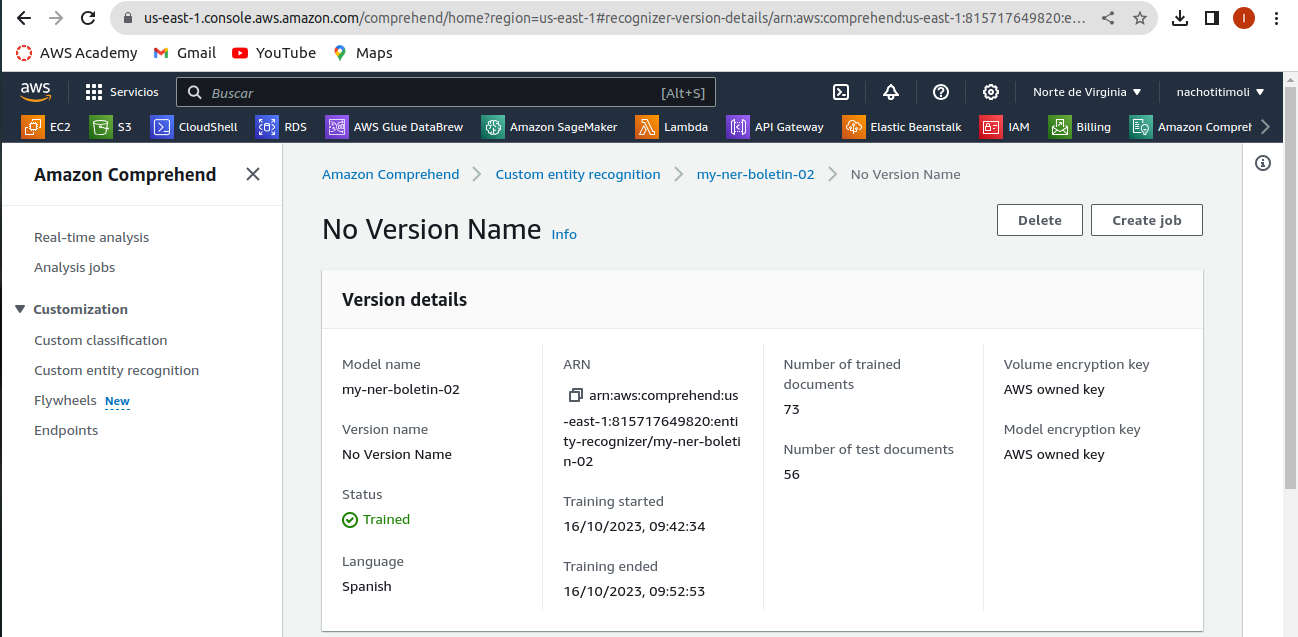 us-east-1.console.aws.amazon.com/comprehend/home?region=us-east-1#recognizer-version-details/arn:aws:comprehend:us-east-1:815717649820:e...
I
AWS Academy Gmail YouTube Maps
aws Servicios Buscar [Alt+S] Norte de Virginia nachotitimoli
EC2 S3 CloudShell RDS AWS Glue DataBrew Amazon SageMaker Lambda API Gateway Elastic Beanstalk IAM Billing Amazon Compreh
Amazon Comprehend
Real-time analysis
Analysis jobs
Customization
Custom classification
Custom entity recognition
Flywheels New
Endpoints
Amazon Comprehend Custom entity recognition my-ner-boletin-02 No Version Name
No Version Name Info
Delete Create job
Version details
Model name
my-ner-boletin-02
Version name
No Version Name
Status
Trained
Language
Spanish
ARN
arn:aws:comprehend:us
-east-1:815717649820:enti
ty-recognizer/my-ner-boleti
n-02
Training started
16/10/2023, 09:42:34
Training ended
16/10/2023, 09:52:53
Number of trained
documents
73
Number of test documents
56
Volume encryption key
AWS owned key
Model encryption key
AWS owned key